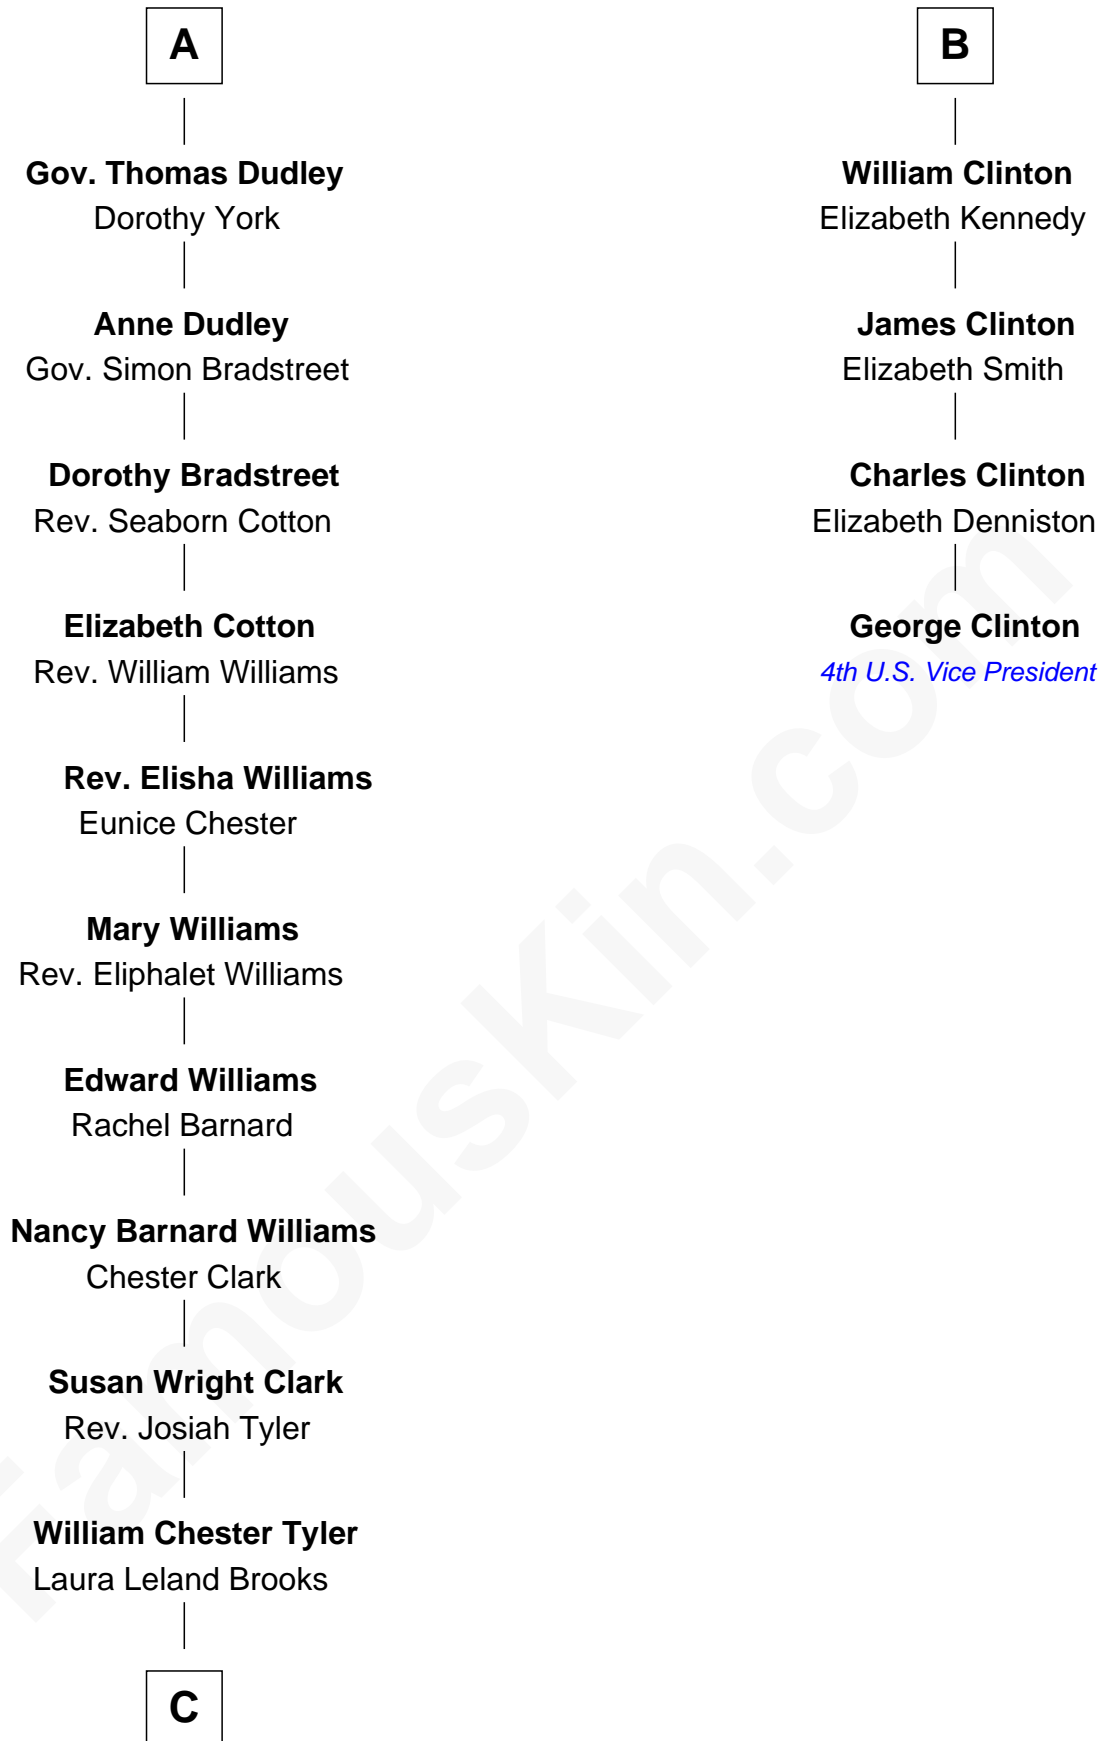 A
Gov. Thomas Dudley
Dorothy York
Anne Dudley
Gov. Simon Bradstreet
Dorothy Bradstreet
Rev. Seaborn Cotton
Elizabeth Cotton
Rev. William Williams
Rev. Elisha Williams
Eunice Chester
Mary Williams
Rev. Eliphalet Williams
Edward Williams
Rachel Barnard
Nancy Barnard Williams
Chester Clark
Susan Wright Clark
Rev. Josiah Tyler
William Chester Tyler
Laura Leland Brooks
C
B
William Clinton
Elizabeth Kennedy
James Clinton
Elizabeth Smith
Charles Clinton
Elizabeth Denniston
George Clinton
4th U.S. Vice President
FamousKin.com